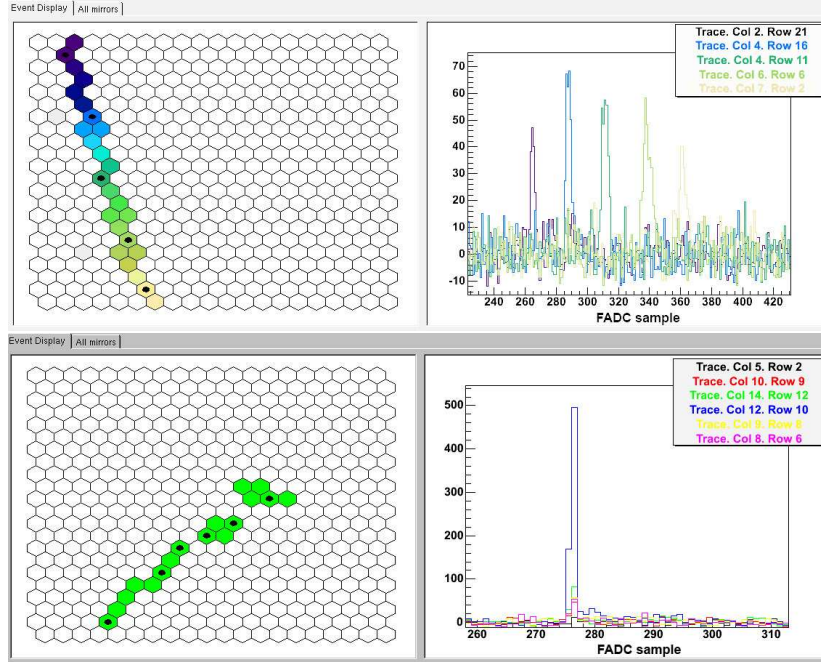 Event Display All mirrors
Trace. Col 2. Row 21
Trace. Col 4. Row 16
Trace. Col 4. Row 11
Trace. Col 6. Row 6
Trace. Col 7. Row 2
70
60
50
40
30
20
10
0
-10
240 260 280 300 320 340 360 380 400 420
FADC sample
Event Display All mirrors
Trace. Col 5. Row 2
Trace. Col 10. Row 9
Trace. Col 14. Row 12
Trace. Col 12. Row 10
Trace. Col 9. Row 8
Trace. Col 8. Row 6
500
400
300
200
100
0
260 270 280 290 300 310
FADC sample